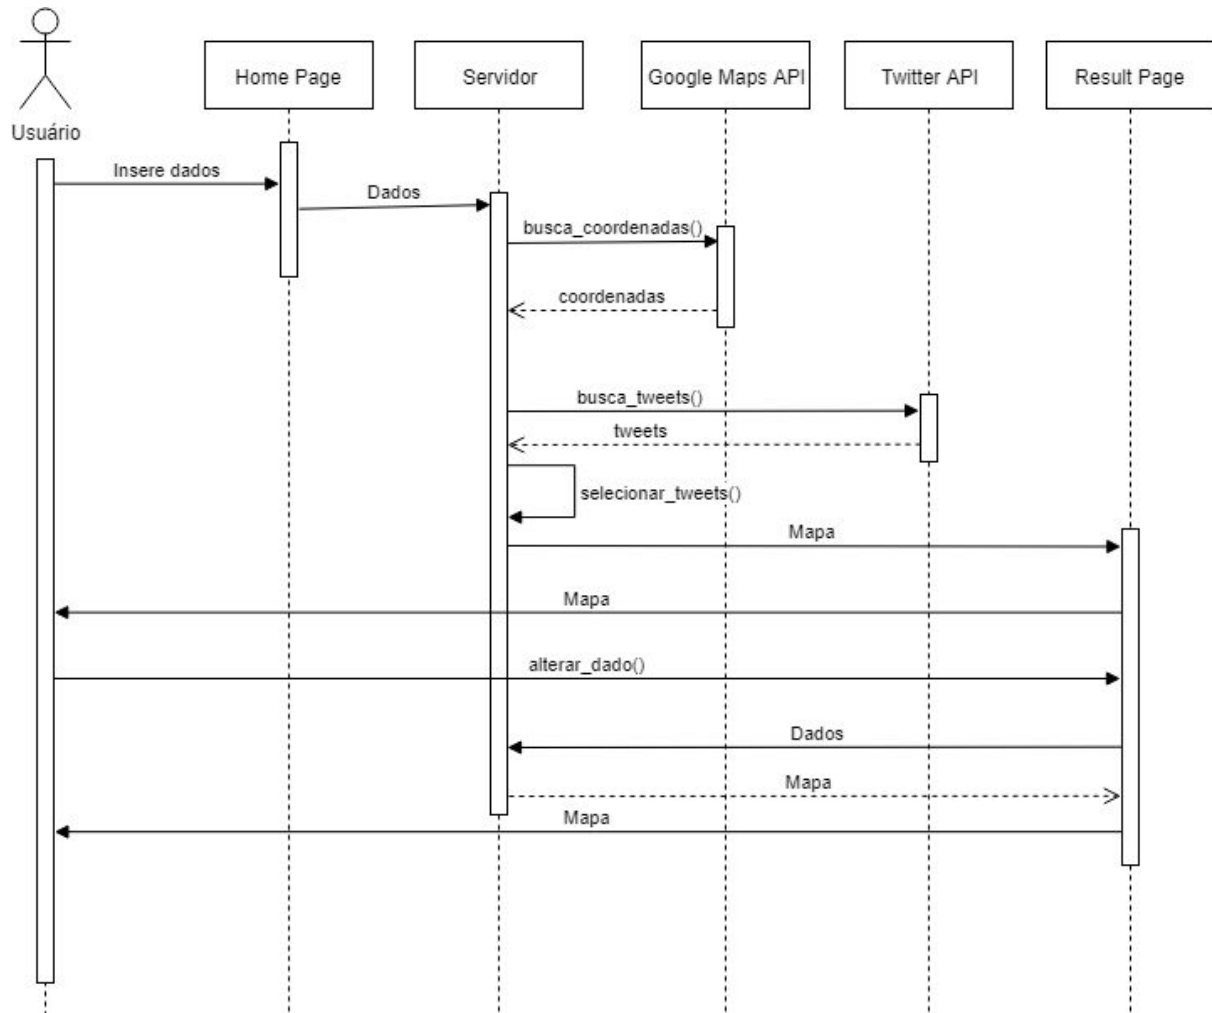 Home Page
Servidor
Google Maps API
Twitter API
Result Page
Usuário
Insere dados
Dados
busca_coordenadas()
coordenadas
busca_tweets()
tweets
selecionar_tweets()
Mapa
Mapa
alterar_dado()
Dados
Mapa
Mapa